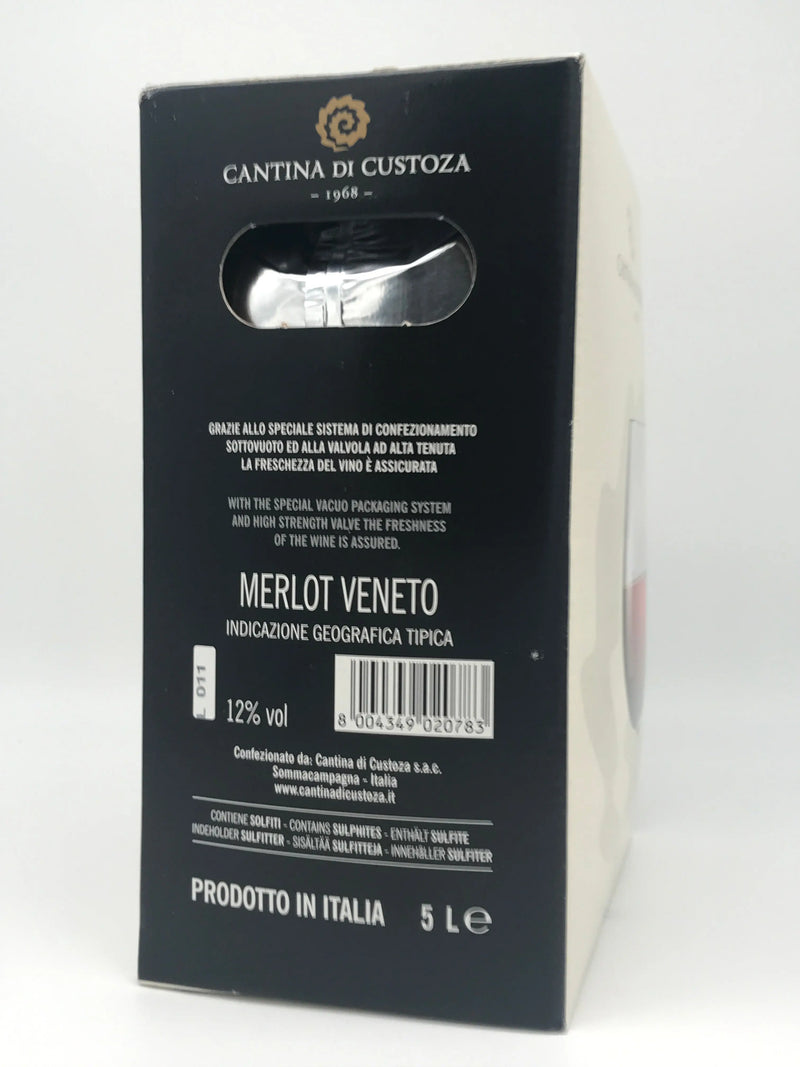 CANTINA DI CUSTOZA
- 1968 -
GRAZIE ALLO SPECIALE SISTEMA DI CONFEZIONAMENTO
SOTTOVUOTO ED ALLA VALVOLA AD ALTA TENUTA
LA FRESCHEZZA DEL VINO È ASSICURATA
WITH THE SPECIAL VACUO PACKAGING SYSTEM
AND HIGH STRENGTH VALVE THE FRESHNESS
OF THE WINE IS ASSURED.
MERLOT VENETO
INDICAZIONE GEOGRAFICA TIPICA
L 011
12% vol
8 004349 020783
Confezionato da: Cantina di Custoza s.a.c.
Sommacampagna - Italia
www.cantinadicustoza.it
CONTIENE SOLFITI - CONTAINS SULPHITES - ENTHÄLT SULFITE
INDEHOLDER SULFITTER - SISÄLTÄÄ SULFITTEJA - INNEHÅLLER SULFITER
PRODOTTO IN ITALIA
5 L ℮